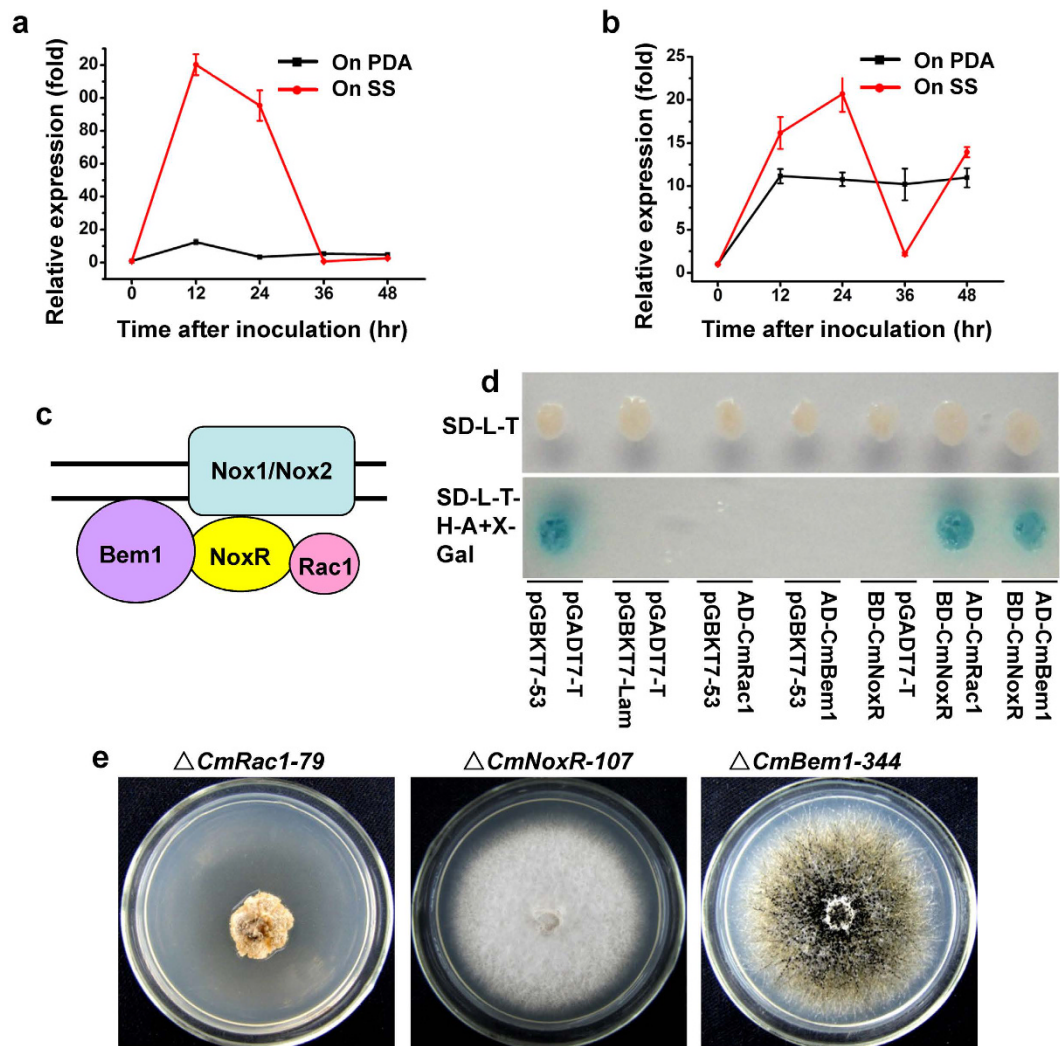 a
Relative expression (fold)
20
00
80
60
20
10
0
On PDA
On SS
0 12 24 36 48
Time after inoculation (hr)
b
Relative expression (fold)
25
20
15
10
5
0
On PDA
On SS
0 12 24 36 48
Time after inoculation (hr)
c
Nox1/Nox2
Bem1
NoxR
Rac1
d
SD-L-T
SD-L-T-
H-A+X-
Gal
pGBKT7-53
pGADT7-T
pGBKT7-Lam
pGADT7-T
pGBKT7-53
AD-CmRac1
pGBKT7-53
AD-CmBem1
BD-CmNoxR
pGADT7-T
BD-CmNoxR
AD-CmRac1
BD-CmNoxR
AD-CmBem1
e
△CmRac1-79
△CmNoxR-107
△CmBem1-344